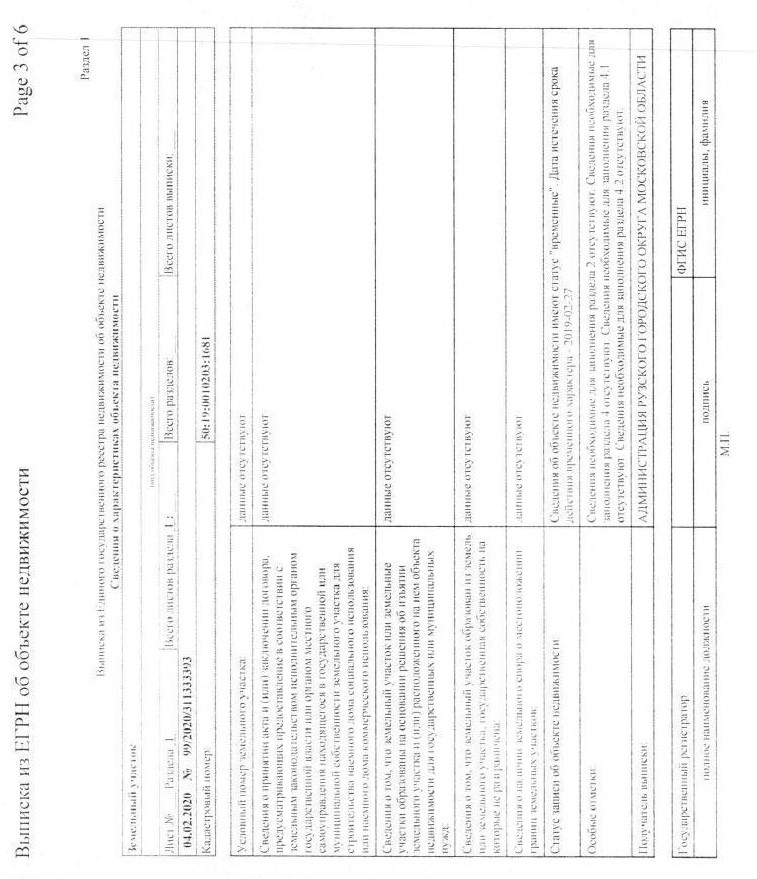 Выписка из ЕГРН об объекте недвижимости
Page 3 of 6
Раздел 1
Выписка из Единого государственного реестра недвижимости об объекте недвижимости
Сведения о характеристиках объекта недвижимости
Земельный участок
(вид объекта недвижимости)
Лист № Раздела 1 Всего листов раздела 1 : Всего разделов: Всего листов выписки:
04.02.2020 № 99/2020/311333393
Кадастровый номер: 50:19:0010203:1681
Условный номер земельного участка: данные отсутствуют
Сведения о принятии акта и (или) заключении договора, данные отсутствуют
предусматривающих предоставление в соответствии с
земельным законодательством исполнительным органом
государственной власти или органом местного
самоуправления находящегося в государственной или
муниципальной собственности земельного участка для
строительства наемного дома социального использования
или наемного дома коммерческого использования:
Сведения о том, что земельный участок или земельные данные отсутствуют
участки образованы на основании решения об изъятии
земельного участка и (или) расположенного на нем объекта
недвижимости для государственных или муниципальных
нужд:
Сведения о том, что земельный участок образован из земель данные отсутствуют
или земельного участка, государственная собственность на
которые не разграничена:
Сведения о наличии земельного спора о местоположении данные отсутствуют
границ земельных участков:
Статус записи об объекте недвижимости: Сведения об объекте недвижимости имеют статус "временные". Дата истечения срока
действия временного характера - 2019-02-27
Особые отметки: Сведения необходимые для заполнения раздела 2 отсутствуют. Сведения необходимые для
заполнения раздела 4 отсутствуют. Сведения необходимые для заполнения раздела 4.1
отсутствуют. Сведения необходимые для заполнения раздела 4.2 отсутствуют.
Получатель выписки: АДМИНИСТРАЦИЯ РУЗСКОГО ГОРОДСКОГО ОКРУГА МОСКОВСКОЙ ОБЛАСТИ
Государственный регистратор ФГИС ЕГРН
полное наименование должности подпись инициалы, фамилия
М.П.